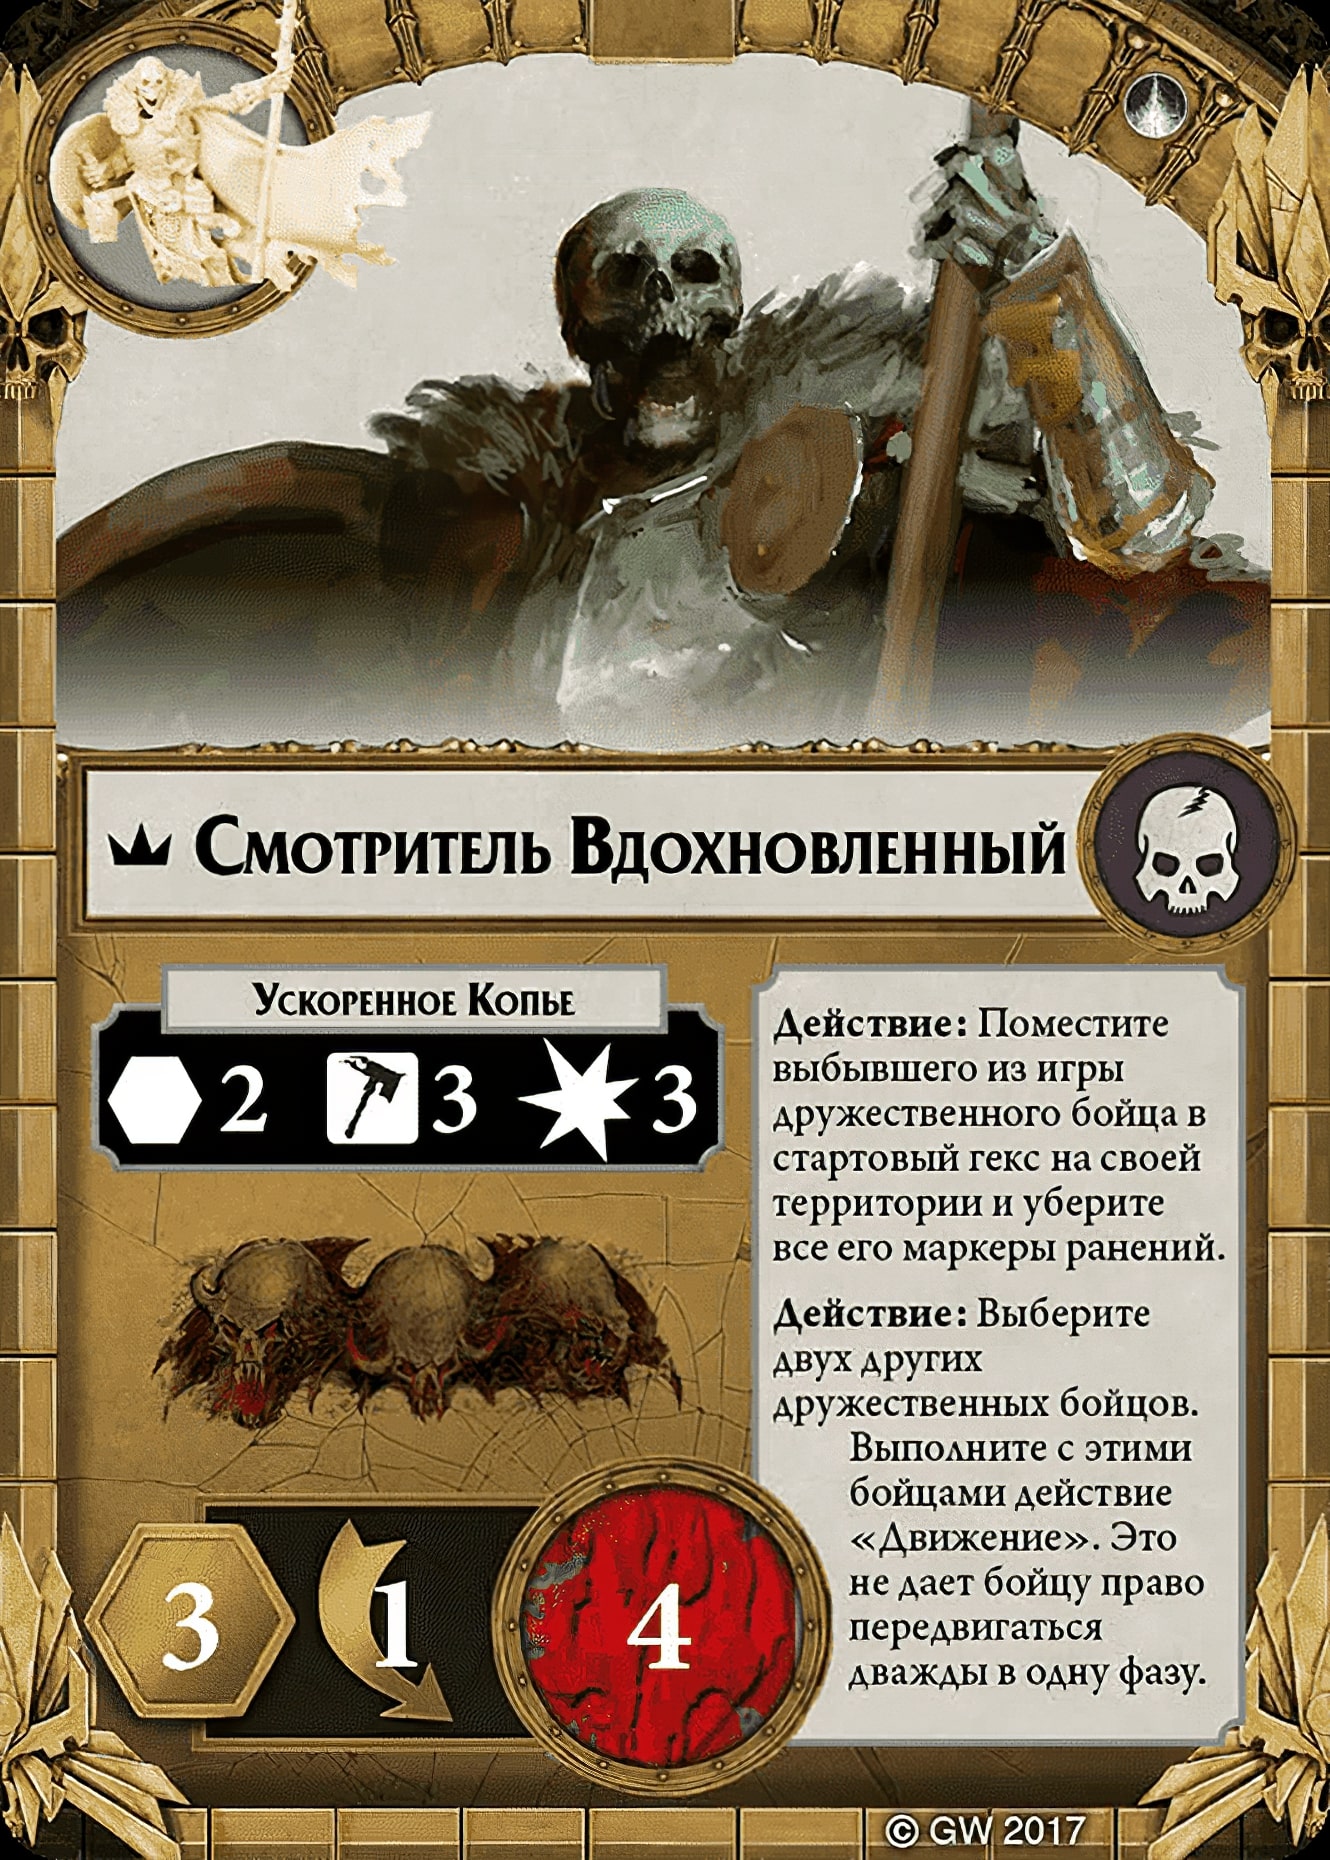 Смотритель Вдохновленный
Ускоренное Копье
2 3 3
Действие: Поместите
выбывшего из игры
дружественного бойца в
стартовый гекс на своей
территории и уберите
все его маркеры ранений.
Действие: Выберите
двух других
дружественных бойцов.
Выполните с этими
бойцами действие
«Движение». Это
не дает бойцу право
передвигаться
дважды в одну фазу.
3 1 4
© GW 2017